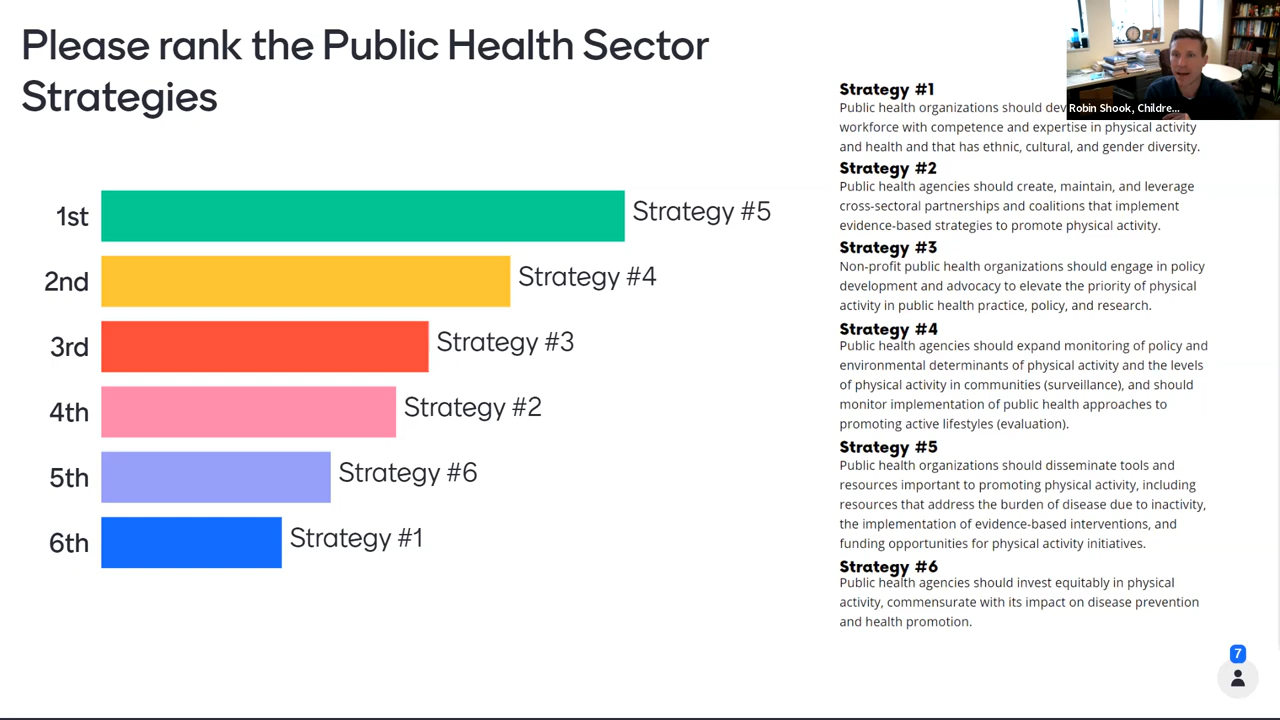 Please rank the Public Health Sector
Strategies
1st
Strategy #5
2nd
Strategy #4
3rd
Strategy #3
4th
Strategy #2
5th
Strategy #6
6th
Strategy #1
Robin Shook, Childre...
Strategy #1
Public health organizations should
workforce with competence and expertise in physical activity
and health and that has ethnic, cultural, and gender diversity.
Strategy #2
Public health agencies should create, maintain, and leverage
cross-sectoral partnerships and coalitions that implement
evidence-based strategies to promote physical activity.
Strategy #3
Non-profit public health organizations should engage in policy
development and advocacy to elevate the priority of physical
activity in public health practice, policy, and research.
Strategy #4
Public health agencies should expand monitoring of policy and
environmental determinants of physical activity and the levels
of physical activity in communities (surveillance), and should
monitor implementation of public health approaches to
promoting active lifestyles (evaluation).
Strategy #5
Public health organizations should disseminate tools and
resources important to promoting physical activity, including
resources that address the burden of disease due to inactivity,
the implementation of evidence-based interventions, and
funding opportunities for physical activity initiatives.
Strategy #6
Public health agencies should invest equitably in physical
activity, commensurate with its impact on disease prevention
and health promotion.
7